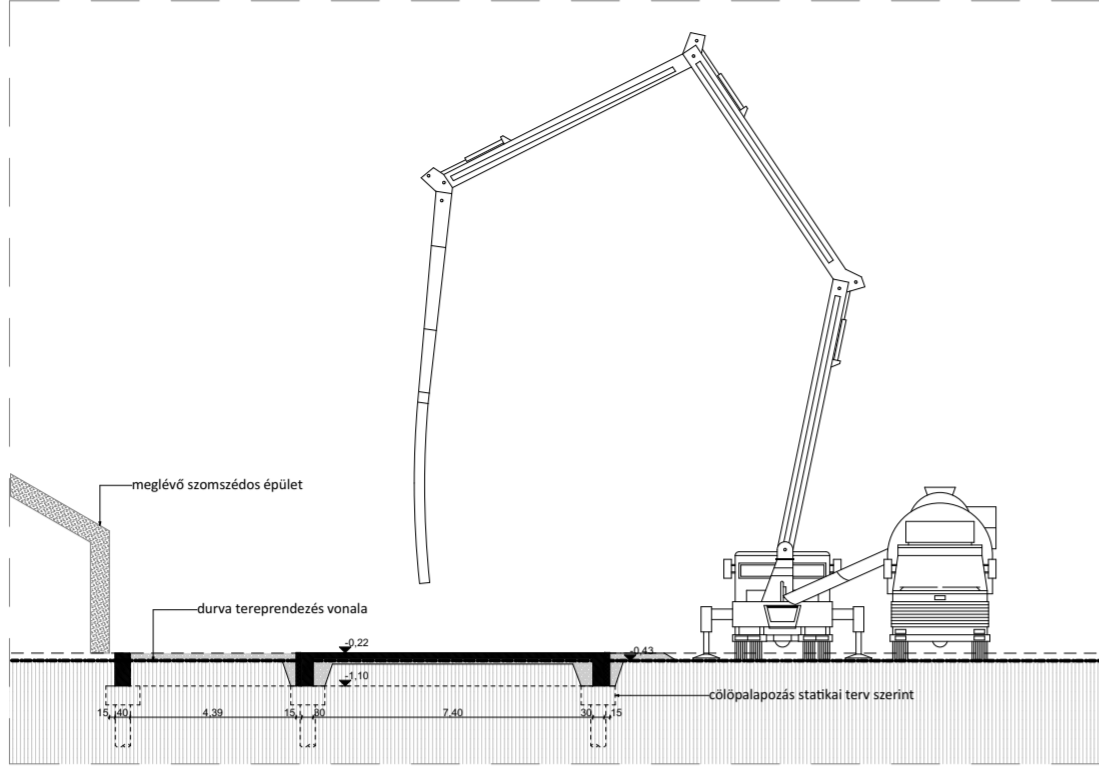 meglévő szomszédos épület
durva tereprendezés vonala
-0,22
-0,43
-1,10
cölöpalapozás statikai terv szerint
15 40 4,39 15 80 7,40 30 15